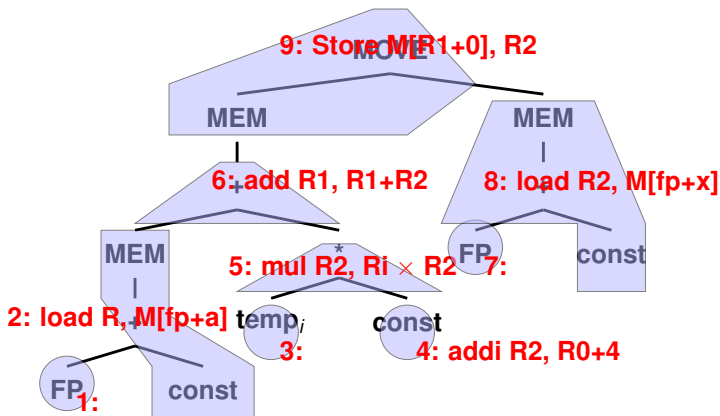 9: Store M[R1+0], R2
MOVE
MEM
MEM
6: add R1, R1+R2
+
8: load R2, M[fp+x]
+
MEM
*
5: mul R2, Ri × R2
FP
7:
const
2: load R, M[fp+a]
+
temp_i
const
3:
4: addi R2, R0+4
FP
1:
const